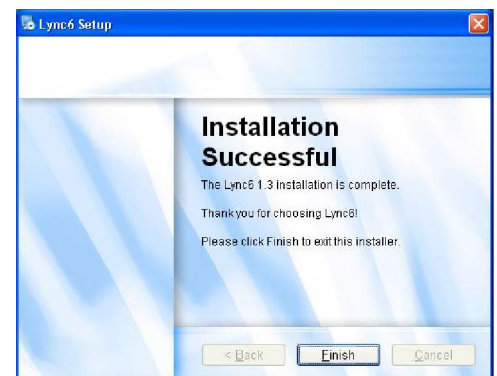 Lync6 Setup
Installation
Successful
The Lync6 1.3 installation is complete.
Thank you for choosing Lync6!
Please click Finish to exit this installer.
< Back
Finish
Cancel